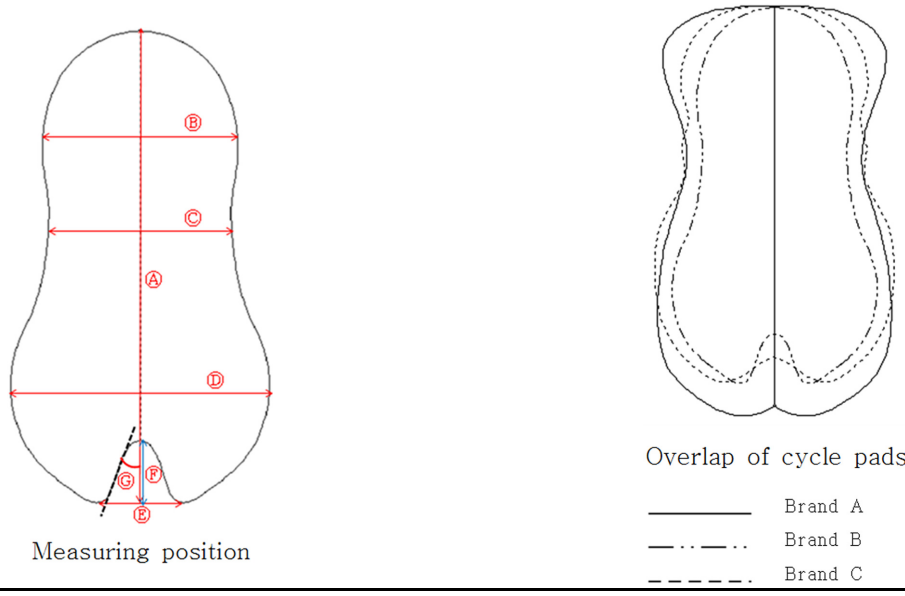 Ⓑ
Ⓒ
Ⓐ
Ⓓ
Ⓖ
Ⓕ
Ⓔ
Measuring position
Overlap of cycle pads
Brand A
Brand B
Brand C